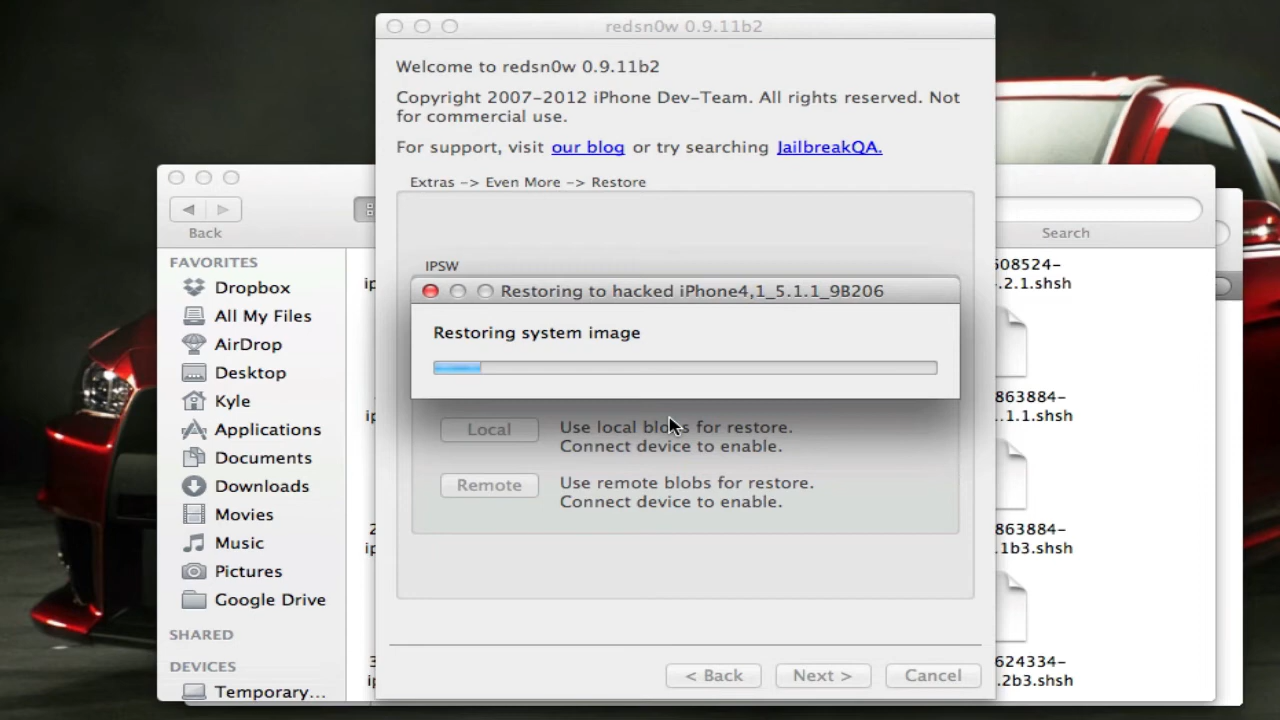 redsn0w 0.9.11b2
Welcome to redsn0w 0.9.11b2
Copyright 2007-2012 iPhone Dev-Team. All rights reserved. Not
for commercial use.
For support, visit our blog or try searching JailbreakQA.
Extras -> Even More -> Restore
IPSW
Restoring to hacked iPhone4,1_5.1.1_9B206
Restoring system image
Local
Use local blobs for restore.
Connect device to enable.
Remote
Use remote blobs for restore.
Connect device to enable.
< Back
Next >
Cancel
Back
Search
FAVORITES
Dropbox
All My Files
AirDrop
Desktop
Kyle
Applications
Documents
Downloads
Movies
Music
Pictures
Google Drive
SHARED
DEVICES
Temporary...
608524-
.2.1.shsh
863884-
.1.1.shsh
863884-
.1b3.shsh
624334-
.2b3.shsh